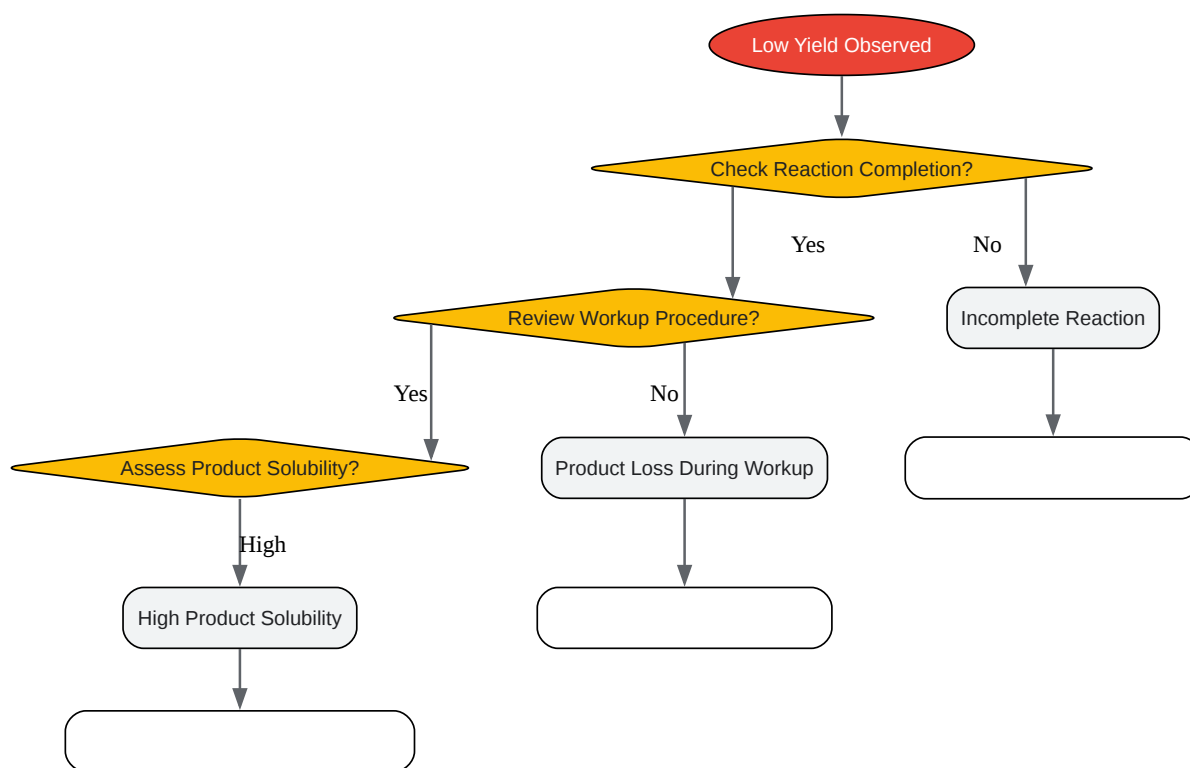 Low Yield Observed
Check Reaction Completion?
Yes
No
Review Workup Procedure?
Incomplete Reaction
Yes
No
Assess Product Solubility?
Product Loss During Workup
High
High Product Solubility